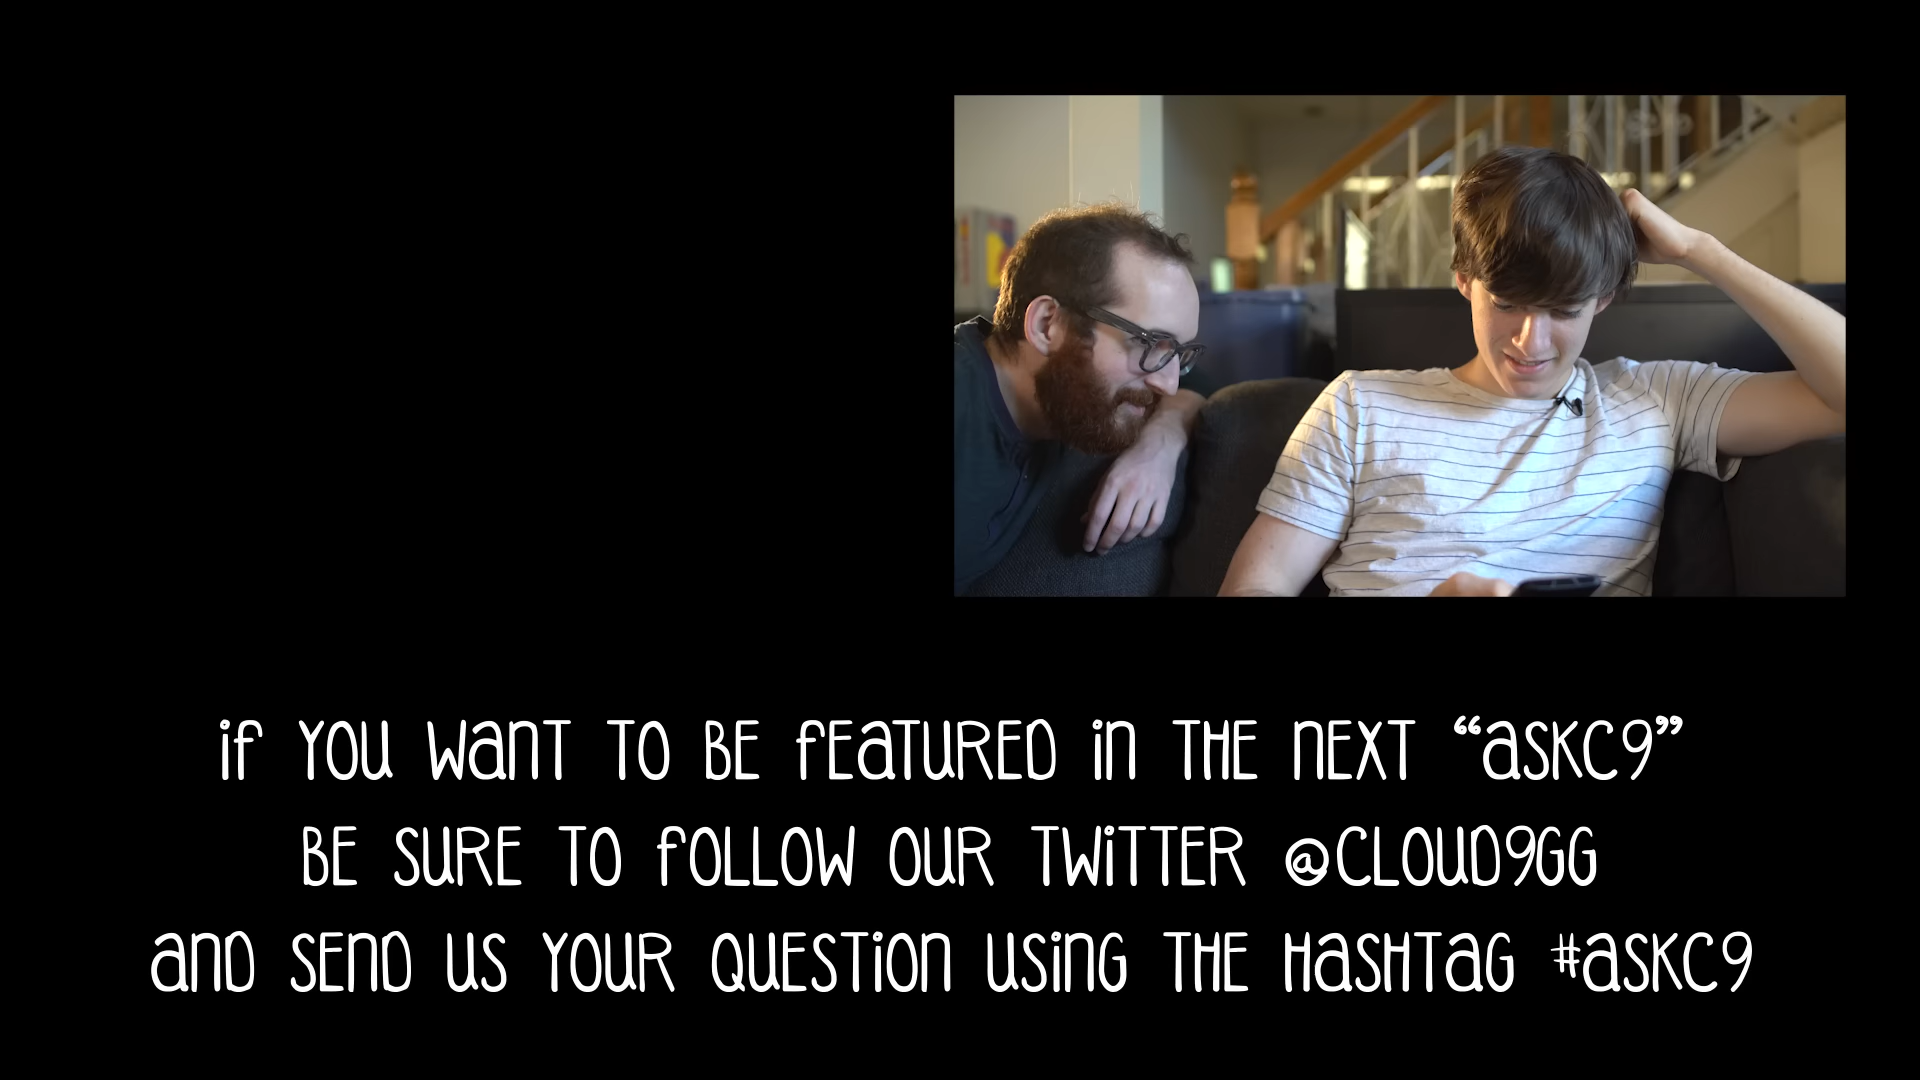 if YOU WanT TO BE fEaTURED in THE nEXT “aSKC9”
BE SURE TO fOLLOW OUR TWiTTER @CLOUD9GG
anD SEnD US YOUR QUESTiOn USinG THE HaSHTaG #aSKC9